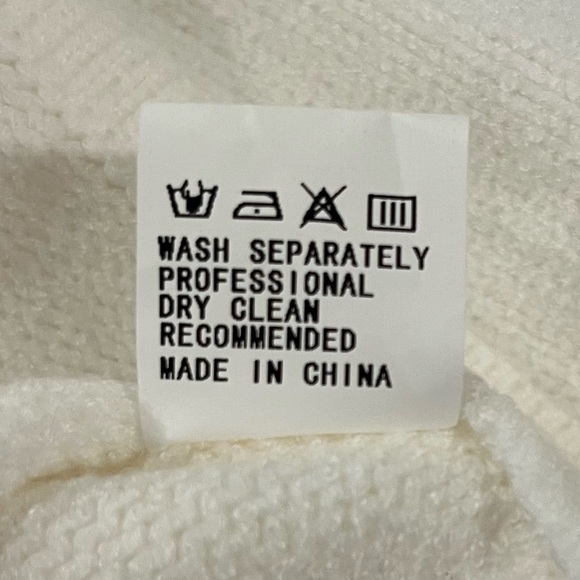 WASH SEPARATELY
PROFESSIONAL
DRY CLEAN
RECOMMENDED
MADE IN CHINA